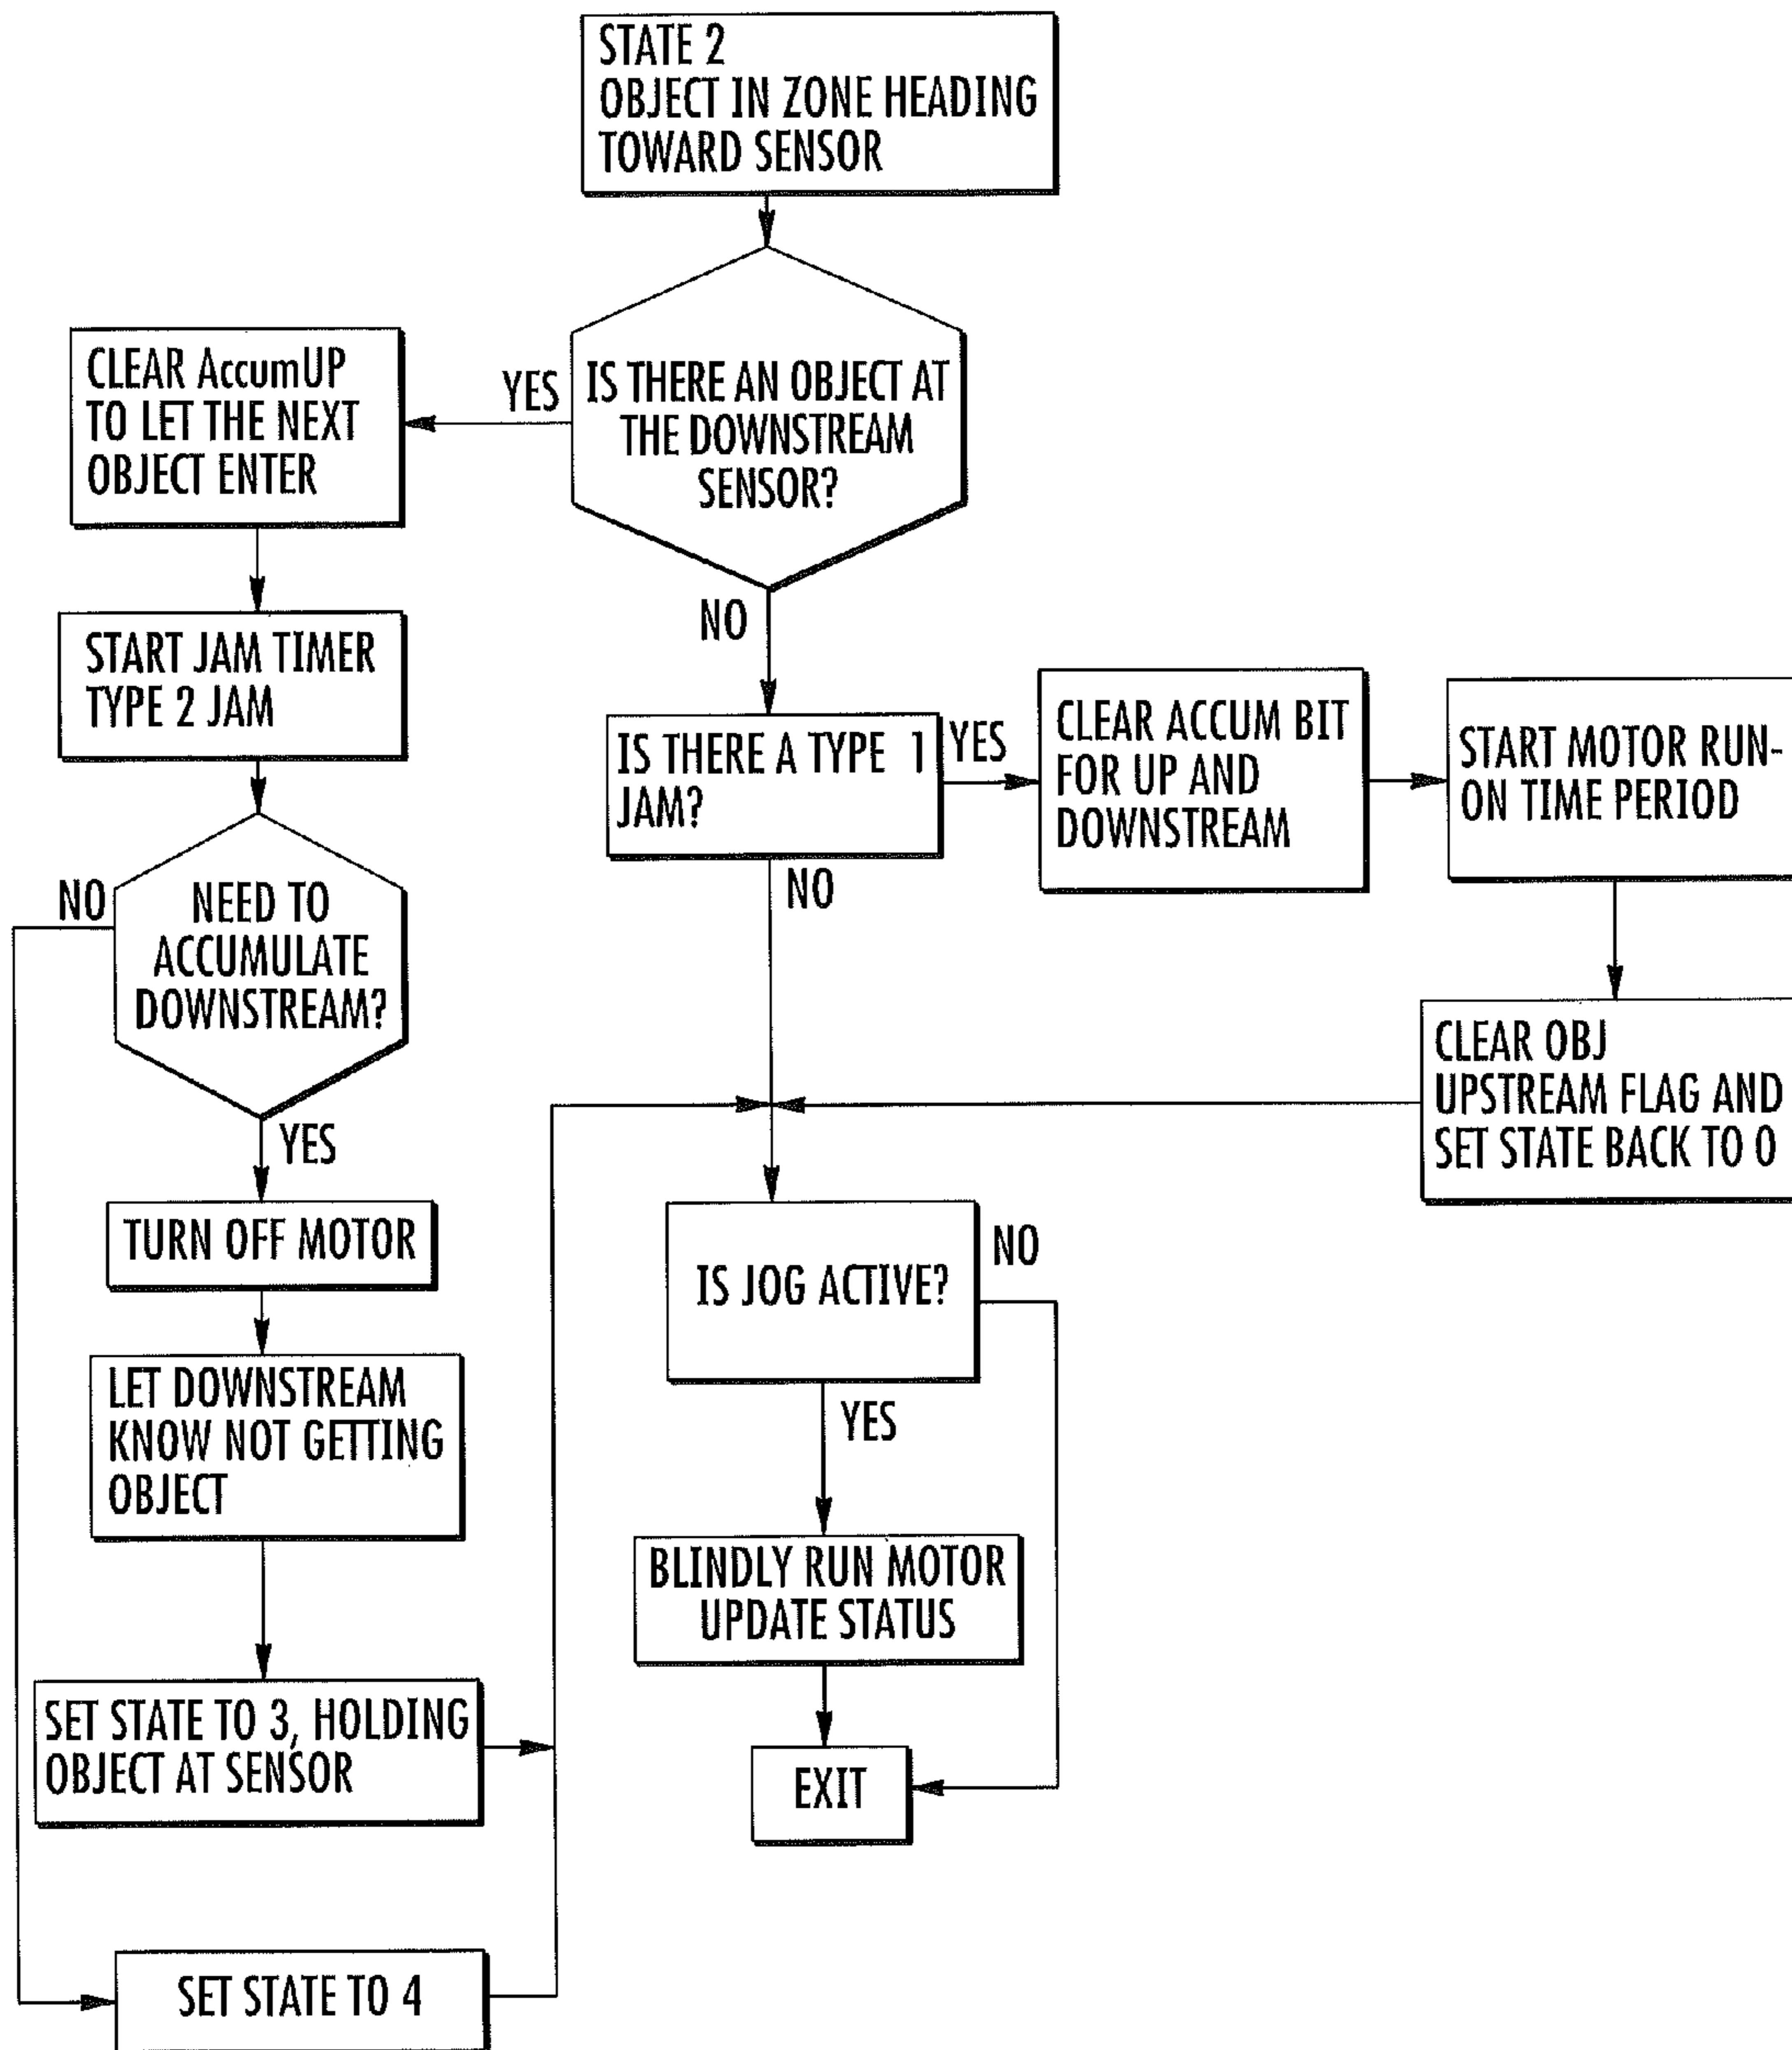 STATE 2
OBJECT IN ZONE HEADING
TOWARD SENSOR
IS THERE AN OBJECT AT
THE DOWNSTREAM
SENSOR?
YES
CLEAR AccumUP
TO LET THE NEXT
OBJECT ENTER
START JAM TIMER
TYPE 2 JAM
NO
NEED TO
ACCUMULATE
DOWNSTREAM?
YES
TURN OFF MOTOR
LET DOWNSTREAM
KNOW NOT GETTING
OBJECT
SET STATE TO 3, HOLDING
OBJECT AT SENSOR
SET STATE TO 4
NO
IS THERE A TYPE 1
JAM?
YES
CLEAR ACCUM BIT
FOR UP AND
DOWNSTREAM
START MOTOR RUN-
ON TIME PERIOD
CLEAR OBJ
UPSTREAM FLAG AND
SET STATE BACK TO 0
NO
IS JOG ACTIVE?
NO
YES
BLINDLY RUN MOTOR
UPDATE STATUS
EXIT